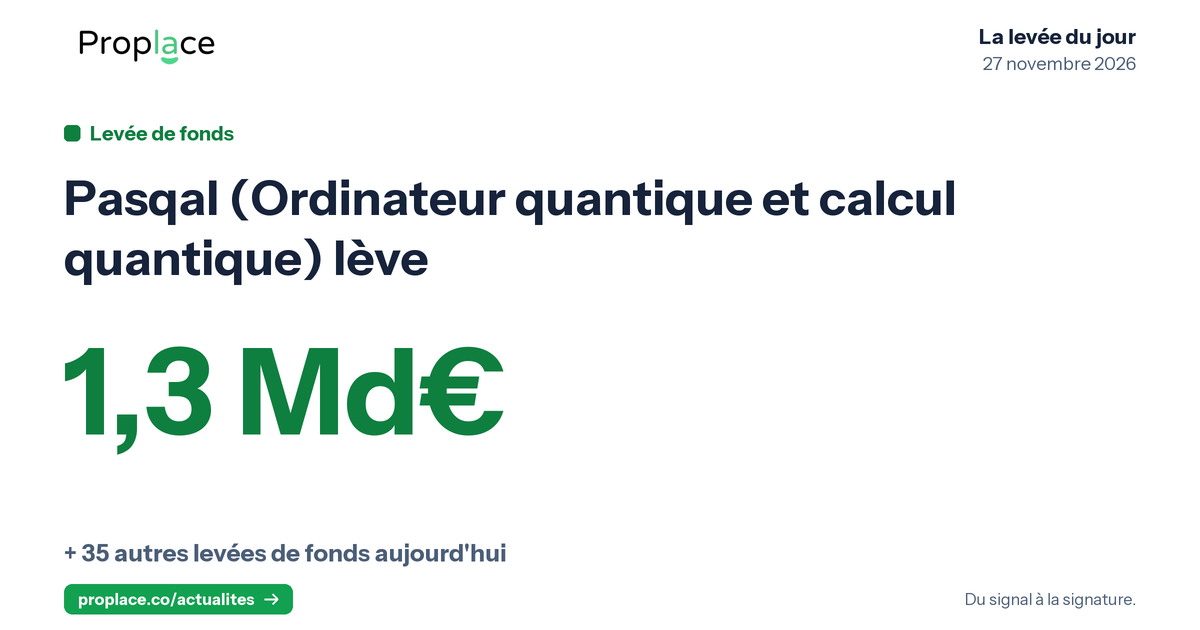 Proplace
La levée du jour
27 novembre 2026
Levée de fonds
Pasqal (Ordinateur quantique et calcul
quantique) lève
1,3 Md€
+ 35 autres levées de fonds aujourd'hui
proplace.co/actualites →
Du signal à la signature.